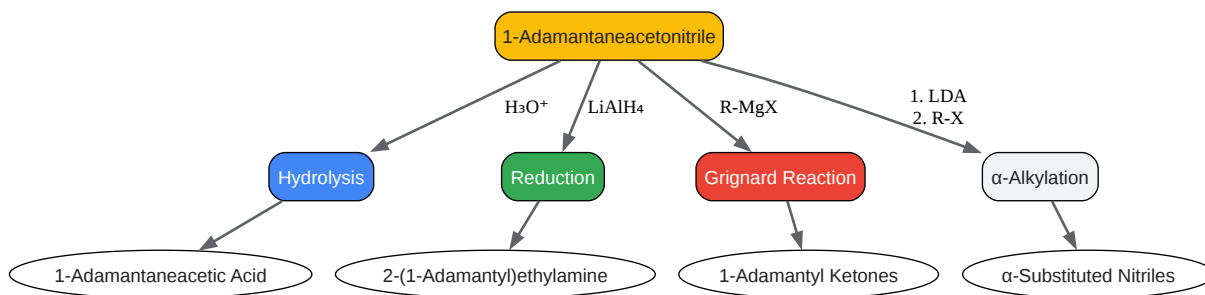 1-Adamantaneacetonitrile
H₃O⁺
LiAlH₄
R-MgX
1. LDA
2. R-X
Hydrolysis
Reduction
Grignard Reaction
α-Alkylation
1-Adamantaneacetic Acid
2-(1-Adamantyl)ethylamine
1-Adamantyl Ketones
α-Substituted Nitriles